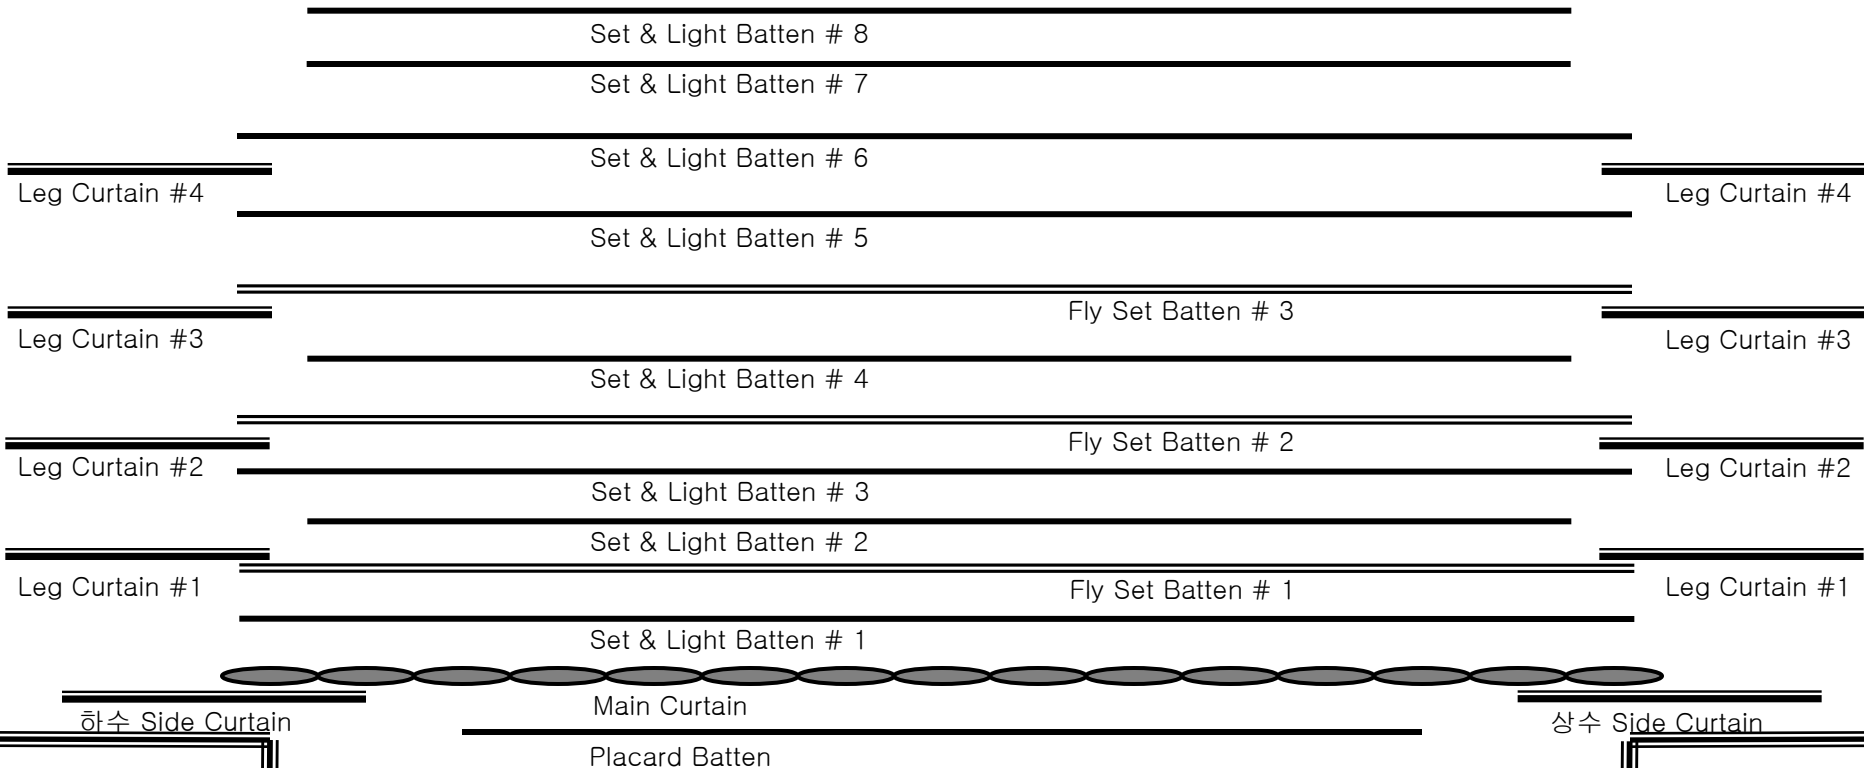 Set & Light Batten # 8
Set & Light Batten # 7
Set & Light Batten # 6
Leg Curtain #4
Leg Curtain #4
Set & Light Batten # 5
Fly Set Batten # 3
Leg Curtain #3
Leg Curtain #3
Set & Light Batten # 4
Fly Set Batten # 2
Leg Curtain #2
Leg Curtain #2
Set & Light Batten # 3
Set & Light Batten # 2
Leg Curtain #1
Fly Set Batten # 1
Leg Curtain #1
Set & Light Batten # 1
Main Curtain
하수 Side Curtain
상수 Side Curtain
Placard Batten